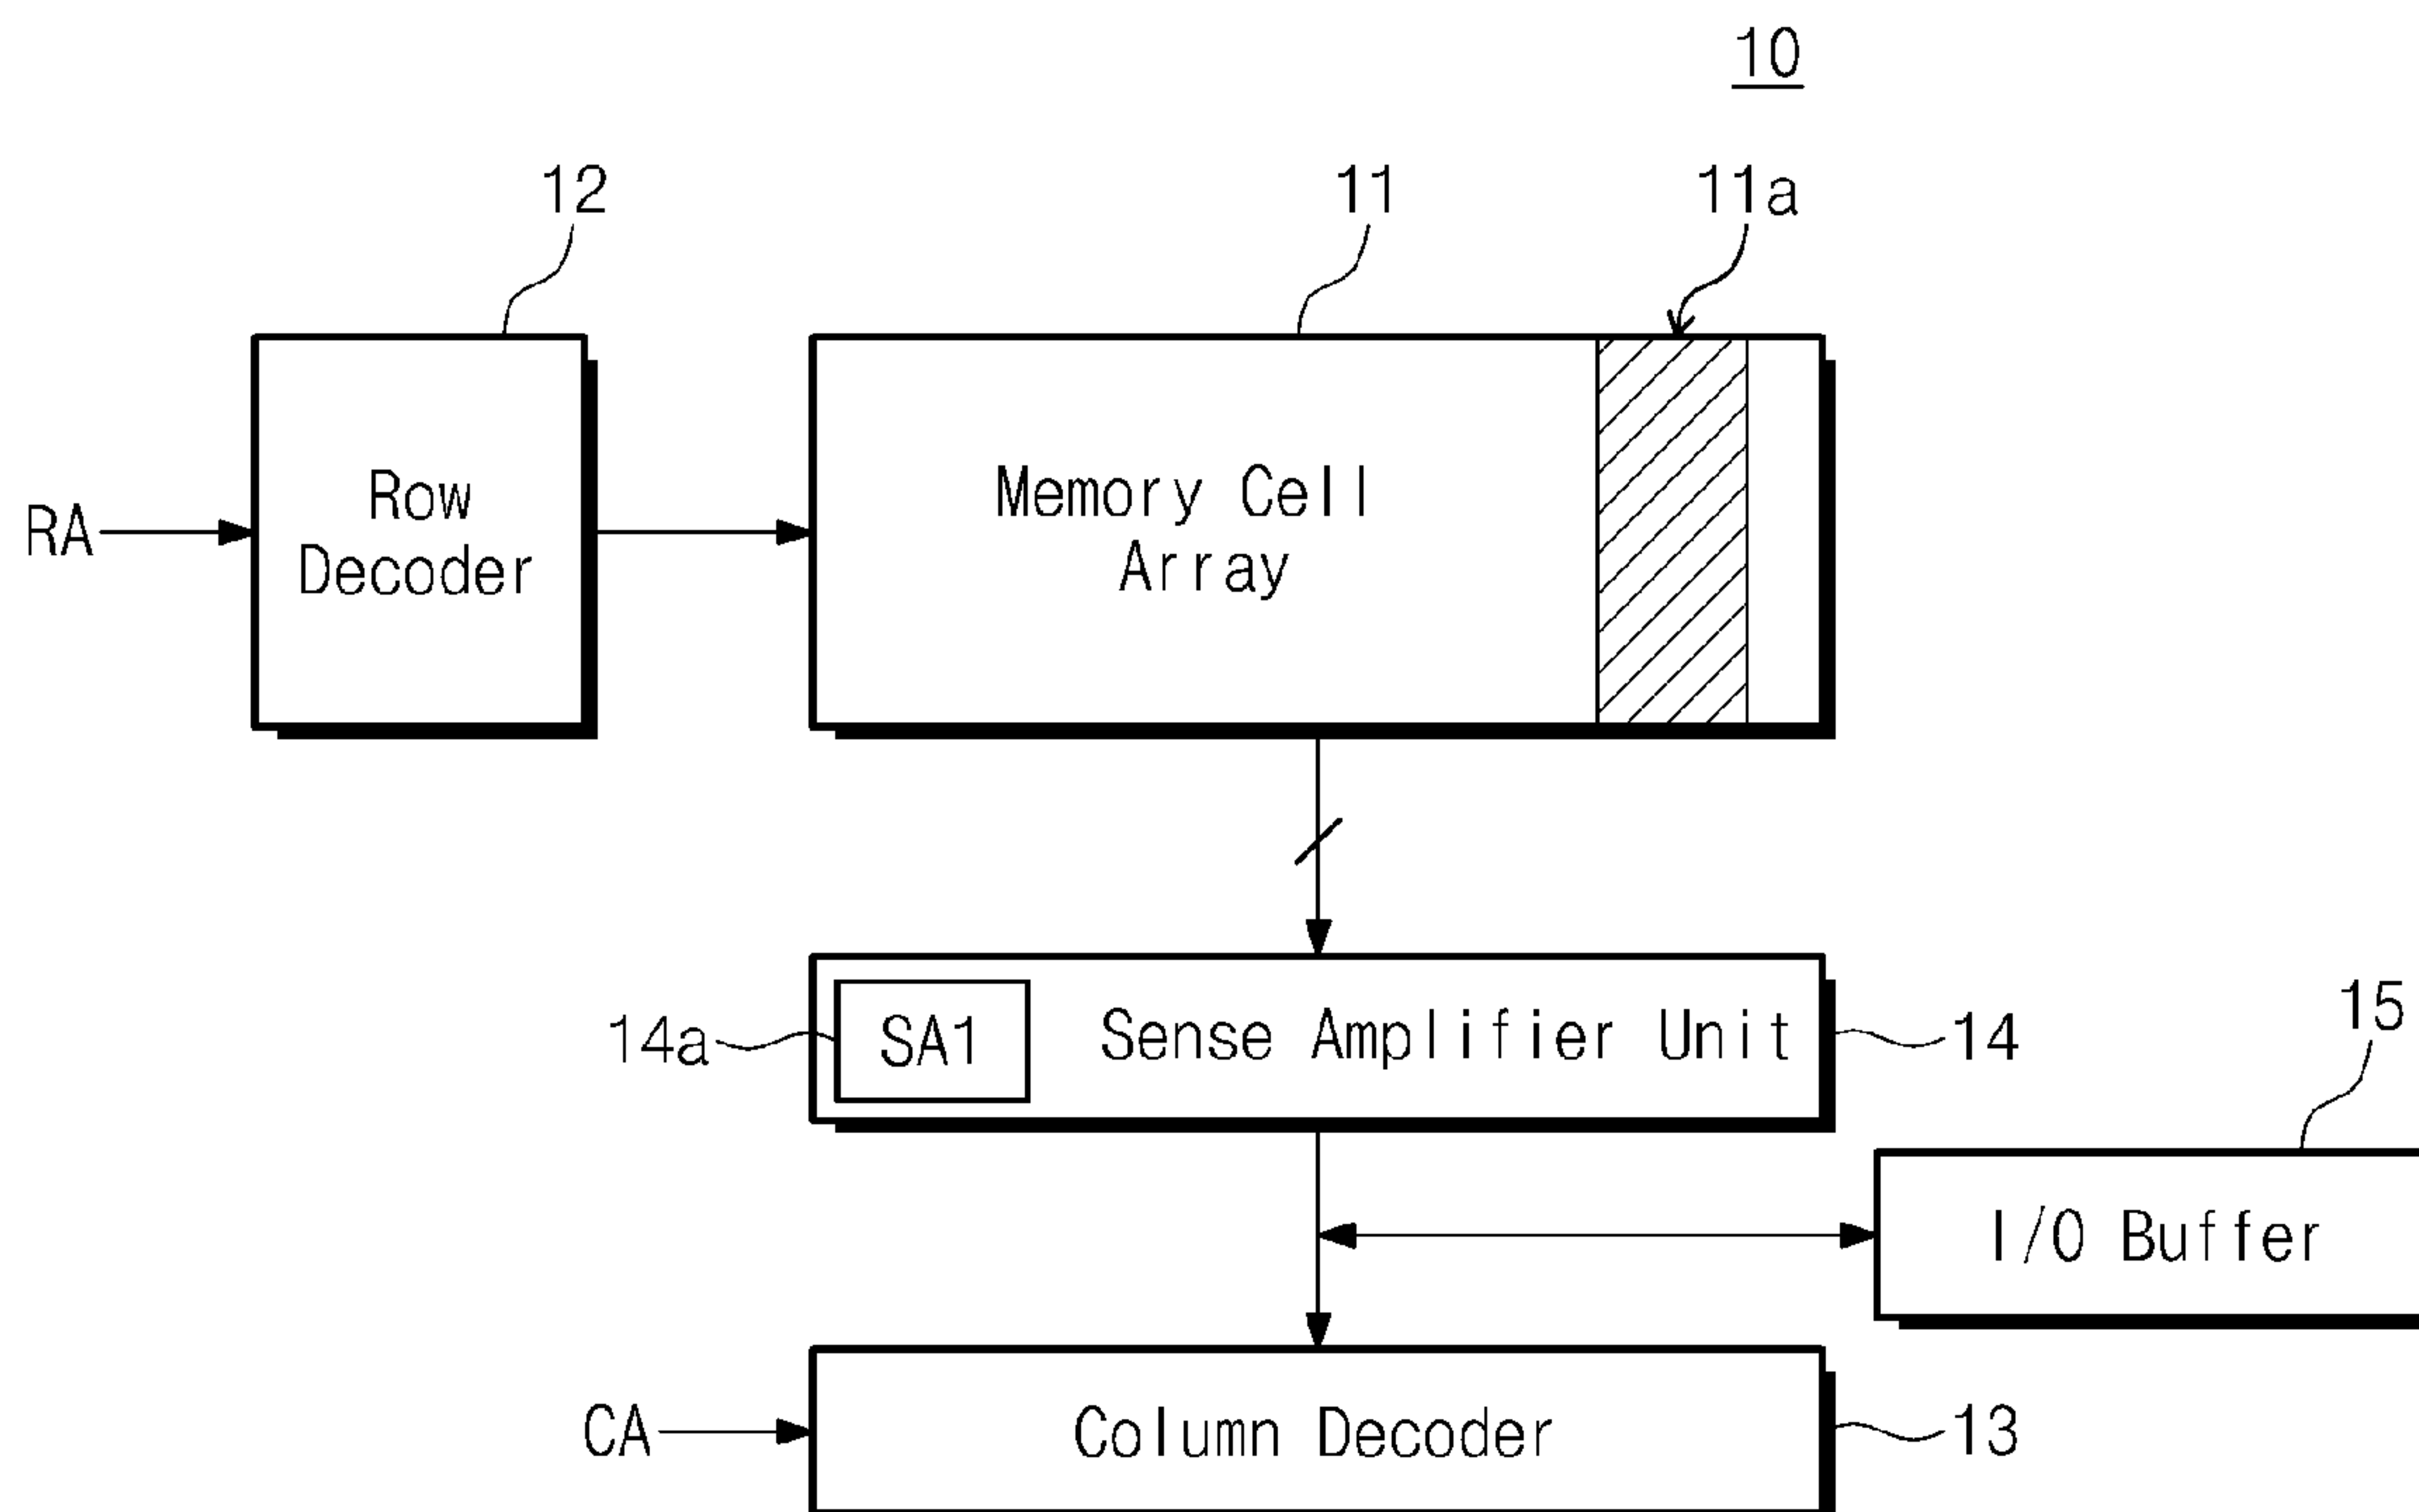 10
12
11
11a
Row
Decoder
Memory Cell
Array
RA
14a
SA1
Sense Amplifier Unit
14
15
I/O Buffer
CA
Column Decoder
13